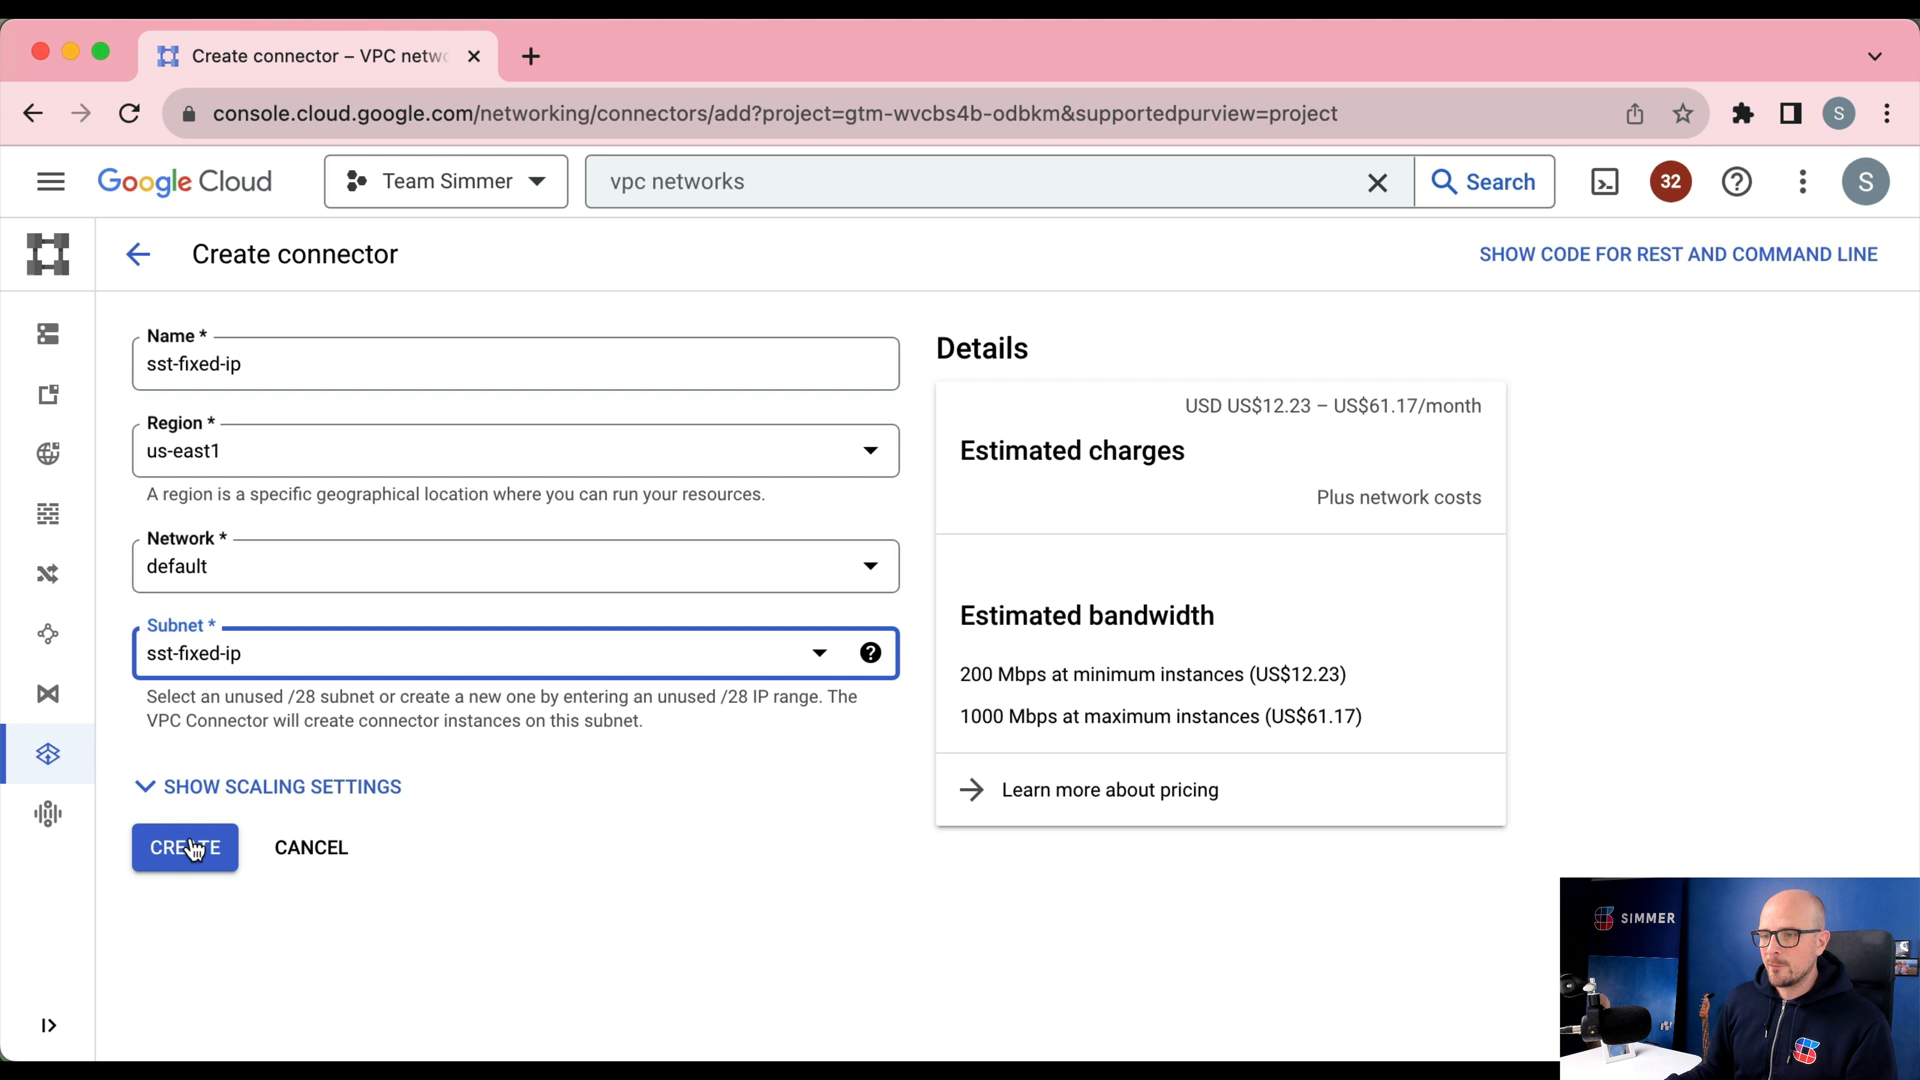 Create connector – VPC netwo
console.cloud.google.com/networking/connectors/add?project=gtm-wvcbs4b-odbkm&supportedpurview=project
S
Google Cloud
Team Simmer
vpc networks
Search
32
S
Create connector
SHOW CODE FOR REST AND COMMAND LINE
Name *
sst-fixed-ip
Region *
us-east1
A region is a specific geographical location where you can run your resources.
Network *
default
Subnet *
sst-fixed-ip
Select an unused /28 subnet or create a new one by entering an unused /28 IP range. The
VPC Connector will create connector instances on this subnet.
SHOW SCALING SETTINGS
CREATE
CANCEL
Details
USD US$12.23 – US$61.17/month
Estimated charges
Plus network costs
Estimated bandwidth
200 Mbps at minimum instances (US$12.23)
1000 Mbps at maximum instances (US$61.17)
Learn more about pricing
SIMMER